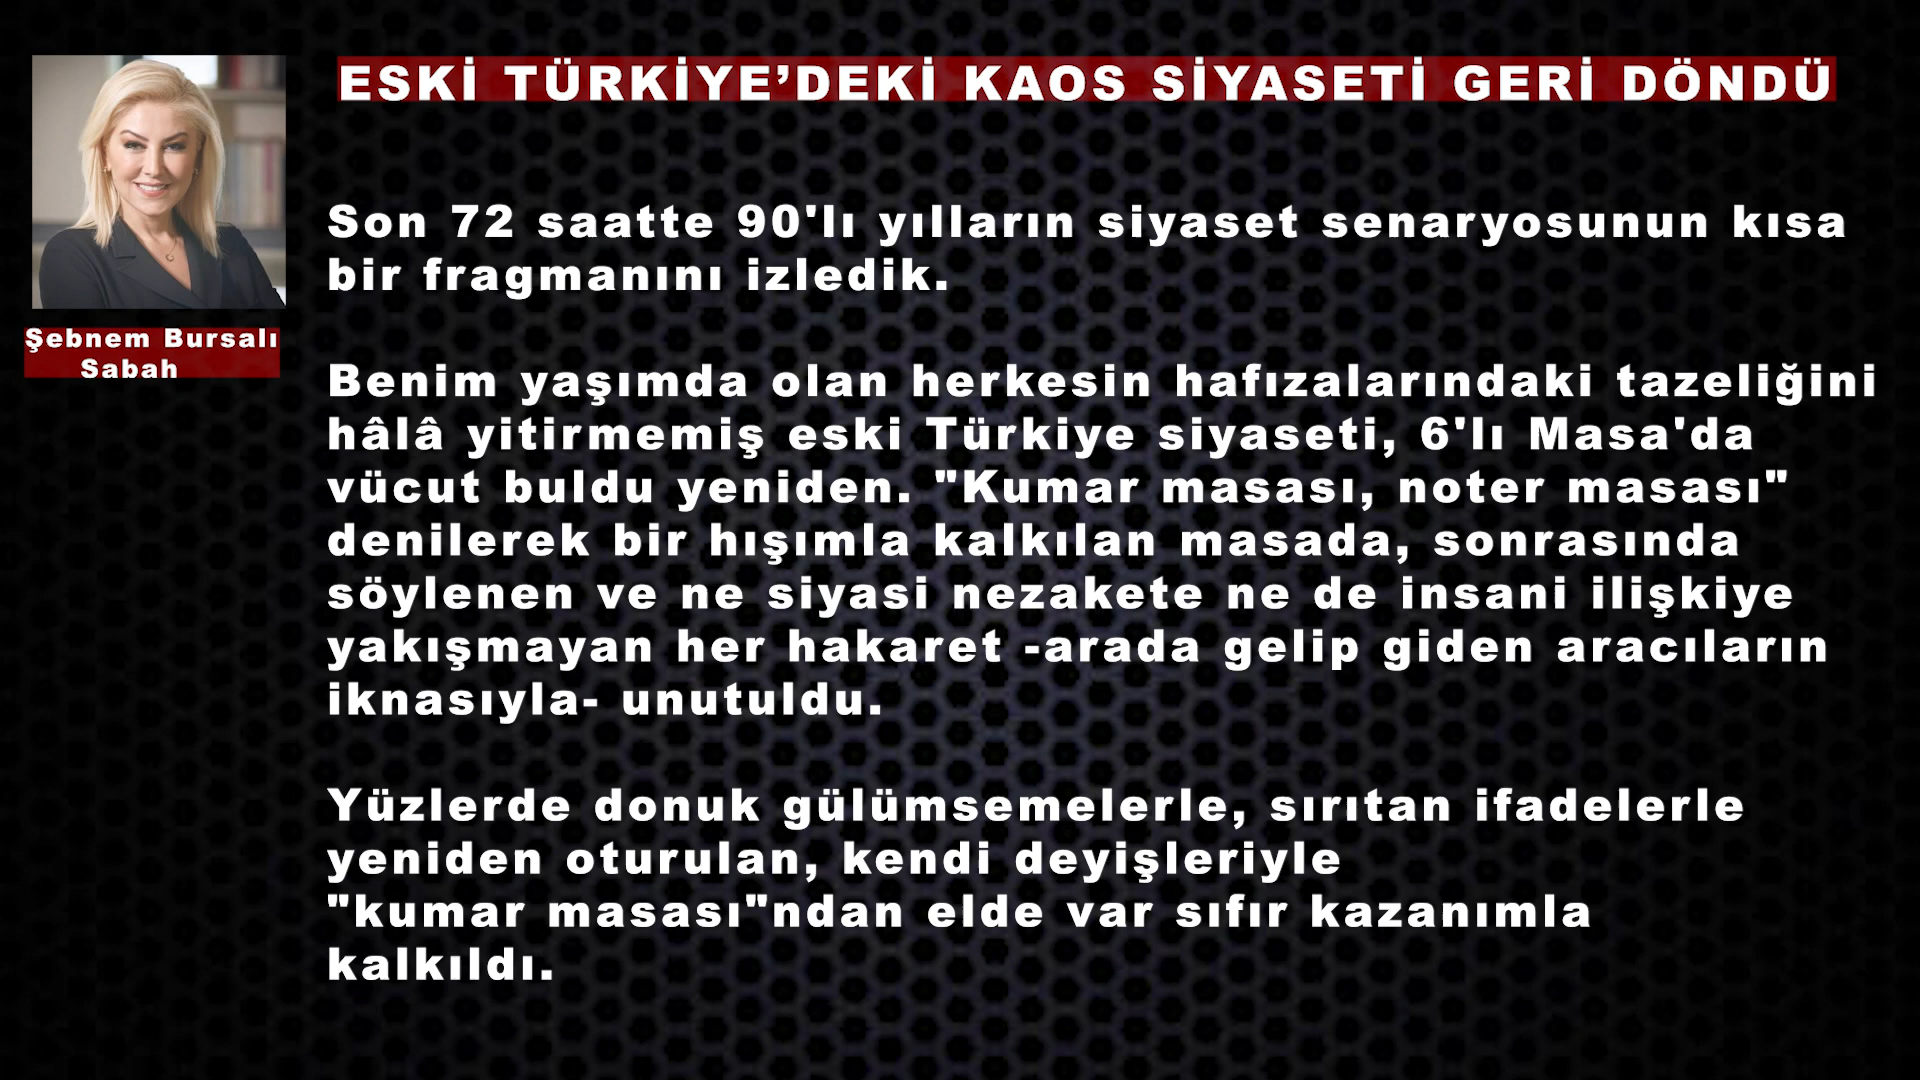 ESKİ TÜRKİYE’DEKİ KAOS SİYASETİ GERİ DÖNDÜ
Şebnem Bursalı
Sabah
Son 72 saatte 90'lı yılların siyaset senaryosunun kısa
bir fragmanını izledik.
Benim yaşımda olan herkesin hafızalarındaki tazeliğini
hâlâ yitirmemiş eski Türkiye siyaseti, 6'lı Masa'da
vücut buldu yeniden. "Kumar masası, noter masası"
denilerek bir hışımla kalkılan masada, sonrasında
söylenen ve ne siyasi nezakete ne de insani ilişkiye
yakışmayan her hakaret -arada gelip giden aracıların
iknasıyla- unutuldu.
Yüzlerde donuk gülümsemelerle, sırıtan ifadelerle
yeniden oturulan, kendi deyişleriyle
"kumar masası"ndan elde var sıfır kazanımla
kalkıldı.